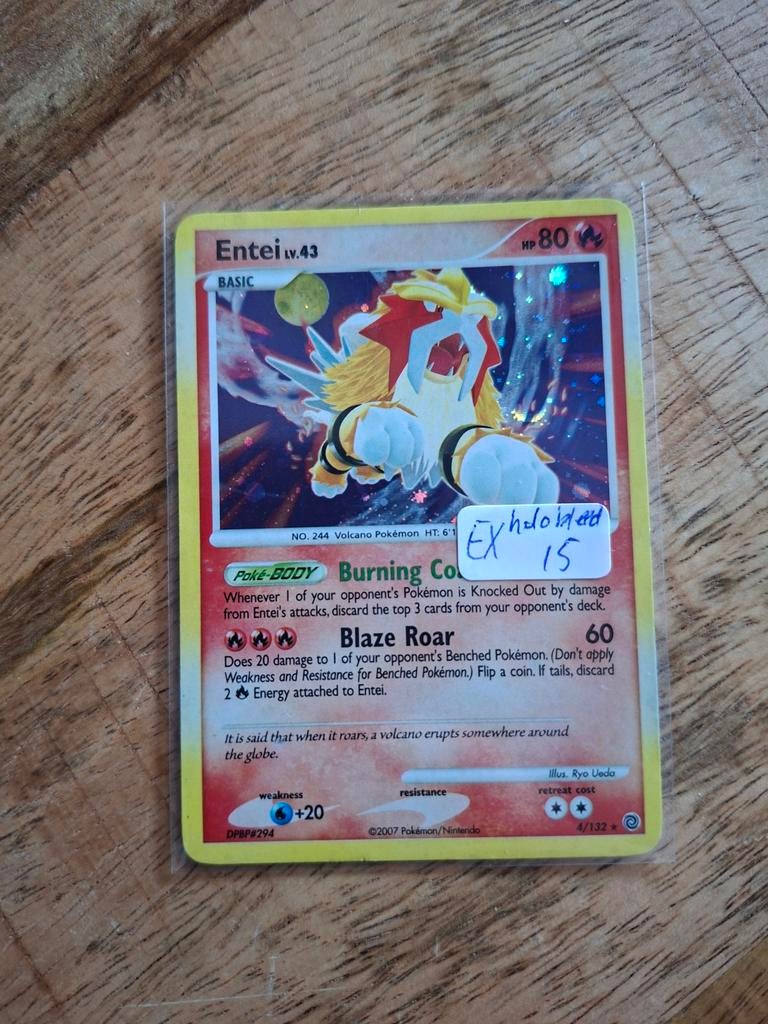 Entei LV.43 HP 80
BASIC
NO. 244 Volcano Pokémon HT: 6'1
EX holo bleed
15
Poké-BODY Burning Co
Whenever 1 of your opponent's Pokémon is Knocked Out by damage
from Entei's attacks, discard the top 3 cards from your opponent's deck.
Blaze Roar 60
Does 20 damage to 1 of your opponent's Benched Pokémon. (Don't apply
Weakness and Resistance for Benched Pokémon.) Flip a coin. If tails, discard
2 Energy attached to Entei.
It is said that when it roars, a volcano erupts somewhere around
the globe.
Illus. Ryo Ueda
weakness resistance retreat cost
+20
DPBP#294 ©2007 Pokémon/Nintendo 4/132